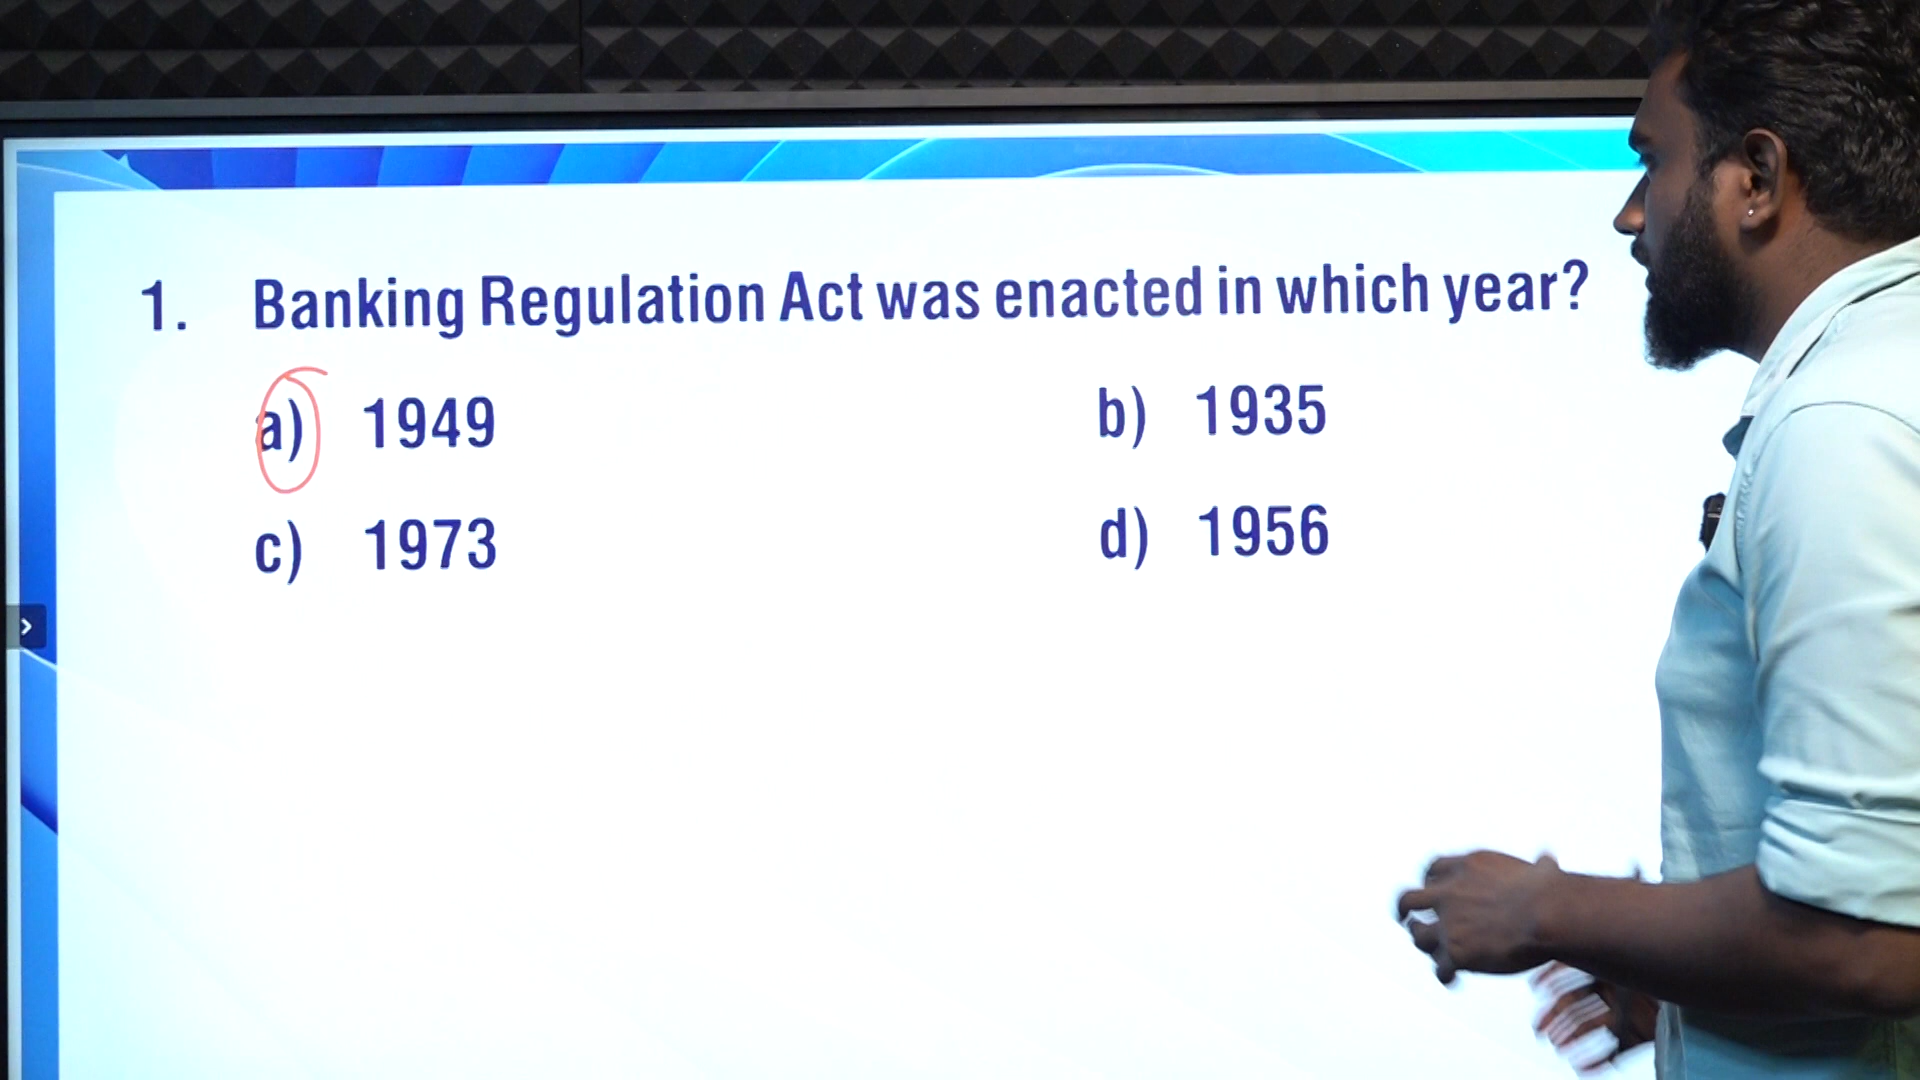 1. Banking Regulation Act was enacted in which year?
a) 1949 b) 1935
c) 1973 d) 1956